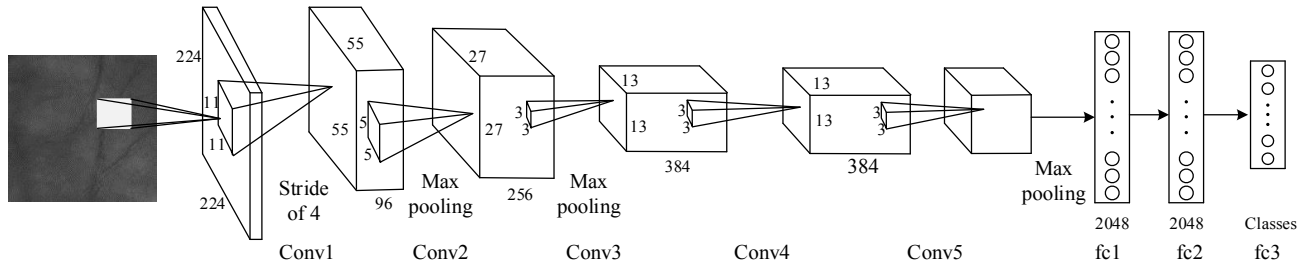 224
11
11
224
Stride
of 4
Conv1
55
55
5
5
96
Max
pooling
Conv2
27
27
3
3
256
Max
pooling
Conv3
13
13
3
3
384
Conv4
13
13
3
3
384
Conv5
Max
pooling
2048
fc1
2048
fc2
Classes
fc3